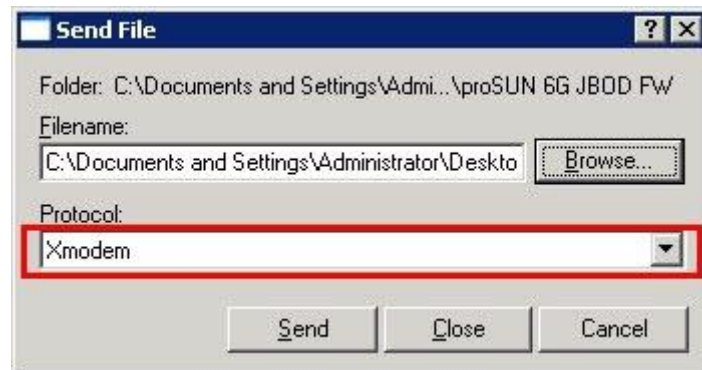 Send File
Folder: C:\Documents and Settings\Admi...\proSUN 6G JBOD FW
Filename:
C:\Documents and Settings\Administrator\Deskto
Browse...
Protocol:
Xmodem
Send Close Cancel